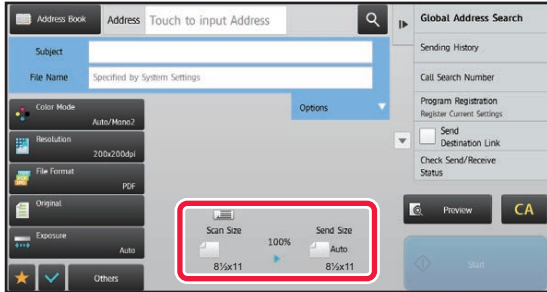 Address Book
Address
Touch to input Address
Subject
File Name
Specified by System Settings
Options
Color Mode
Auto/Mono2
Resolution
200x200dpi
File Format
PDF
Original
Exposure
Auto
Others
Scan Size
100%
Send Size
Auto
8½x11
8½x11
Global Address Search
Sending History
Call Search Number
Program Registration
Register Current Settings
Send
Destination Link
Check Send/Receive
Status
Preview
CA
Start